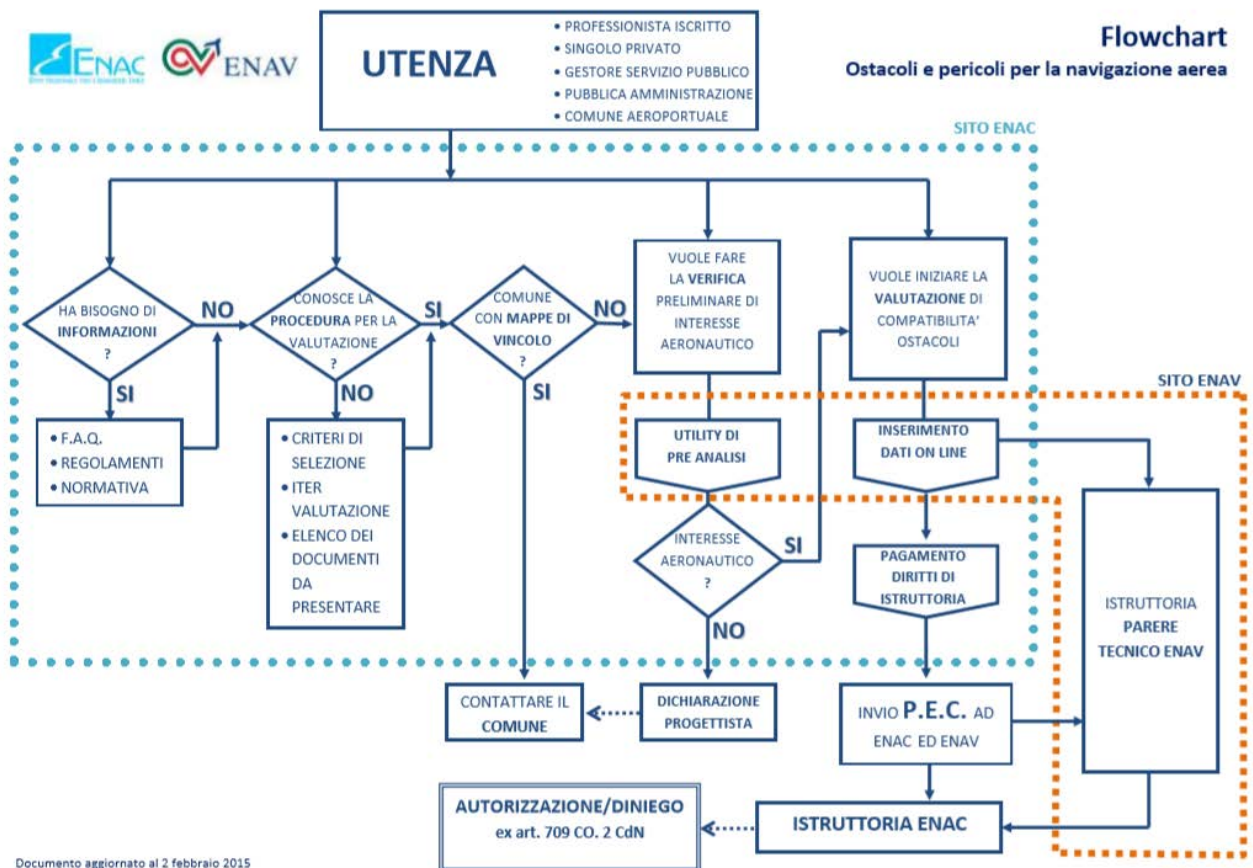 ENAC
ENAV
UTENZA
• PROFESSIONISTA ISCRITTO
• SINGOLO PRIVATO
• GESTORE SERVIZIO PUBBLICO
• PUBBLICA AMMINISTRAZIONE
• COMUNE AEROPORTUALE
Flowchart
Ostacoli e pericoli per la navigazione aerea
SITO ENAC
HA BISOGNO DI
INFORMAZIONI
?
NO
SI
CONOSCE LA
PROCEDURA PER LA
VALUTAZIONE
?
SI
NO
COMUNE
CON MAPPE DI
VINCOLO
?
NO
SI
VUOLE FARE
LA VERIFICA
PRELIMINARE DI
INTERESSE
AERONAUTICO
VUOLE INIZIARE LA
VALUTAZIONE DI
COMPATIBILITA'
OSTACOLI
SITO ENAV
• F.A.Q.
• REGOLAMENTI
• NORMATIVA
• CRITERI DI
SELEZIONE
• ITER
VALUTAZIONE
• ELENCO DEI
DOCUMENTI
DA
PRESENTARE
UTILITY DI
PRE ANALISI
INSERIMENTO
DATI ON LINE
INTERESSE
AERONAUTICO
?
SI
NO
PAGAMENTO
DIRITTI DI
ISTRUTTORIA
ISTRUTTORIA
PARERE
TECNICO ENAV
CONTATTARE IL
COMUNE
DICHIARAZIONE
PROGETTISTA
INVIO P.E.C. AD
ENAC ED ENAV
AUTORIZZAZIONE/DINIEGO
ex art. 709 CO. 2 CdN
ISTRUTTORIA ENAC
Documento aggiornato al 2 febbraio 2015